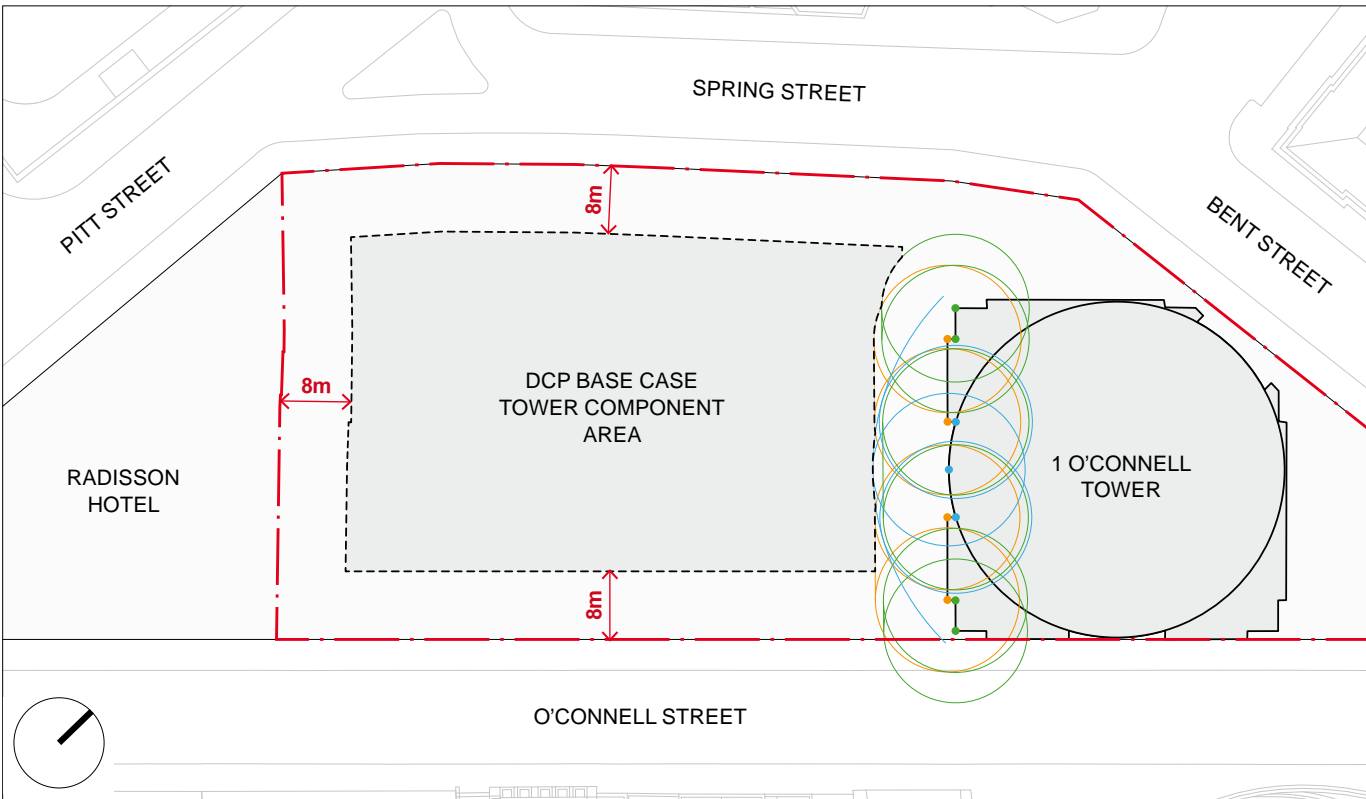 SPRING STREET
PITT STREET
8m
BENT STREET
8m
DCP BASE CASE
TOWER COMPONENT
AREA
RADISSON
HOTEL
1 O'CONNELL
TOWER
8m
O'CONNELL STREET